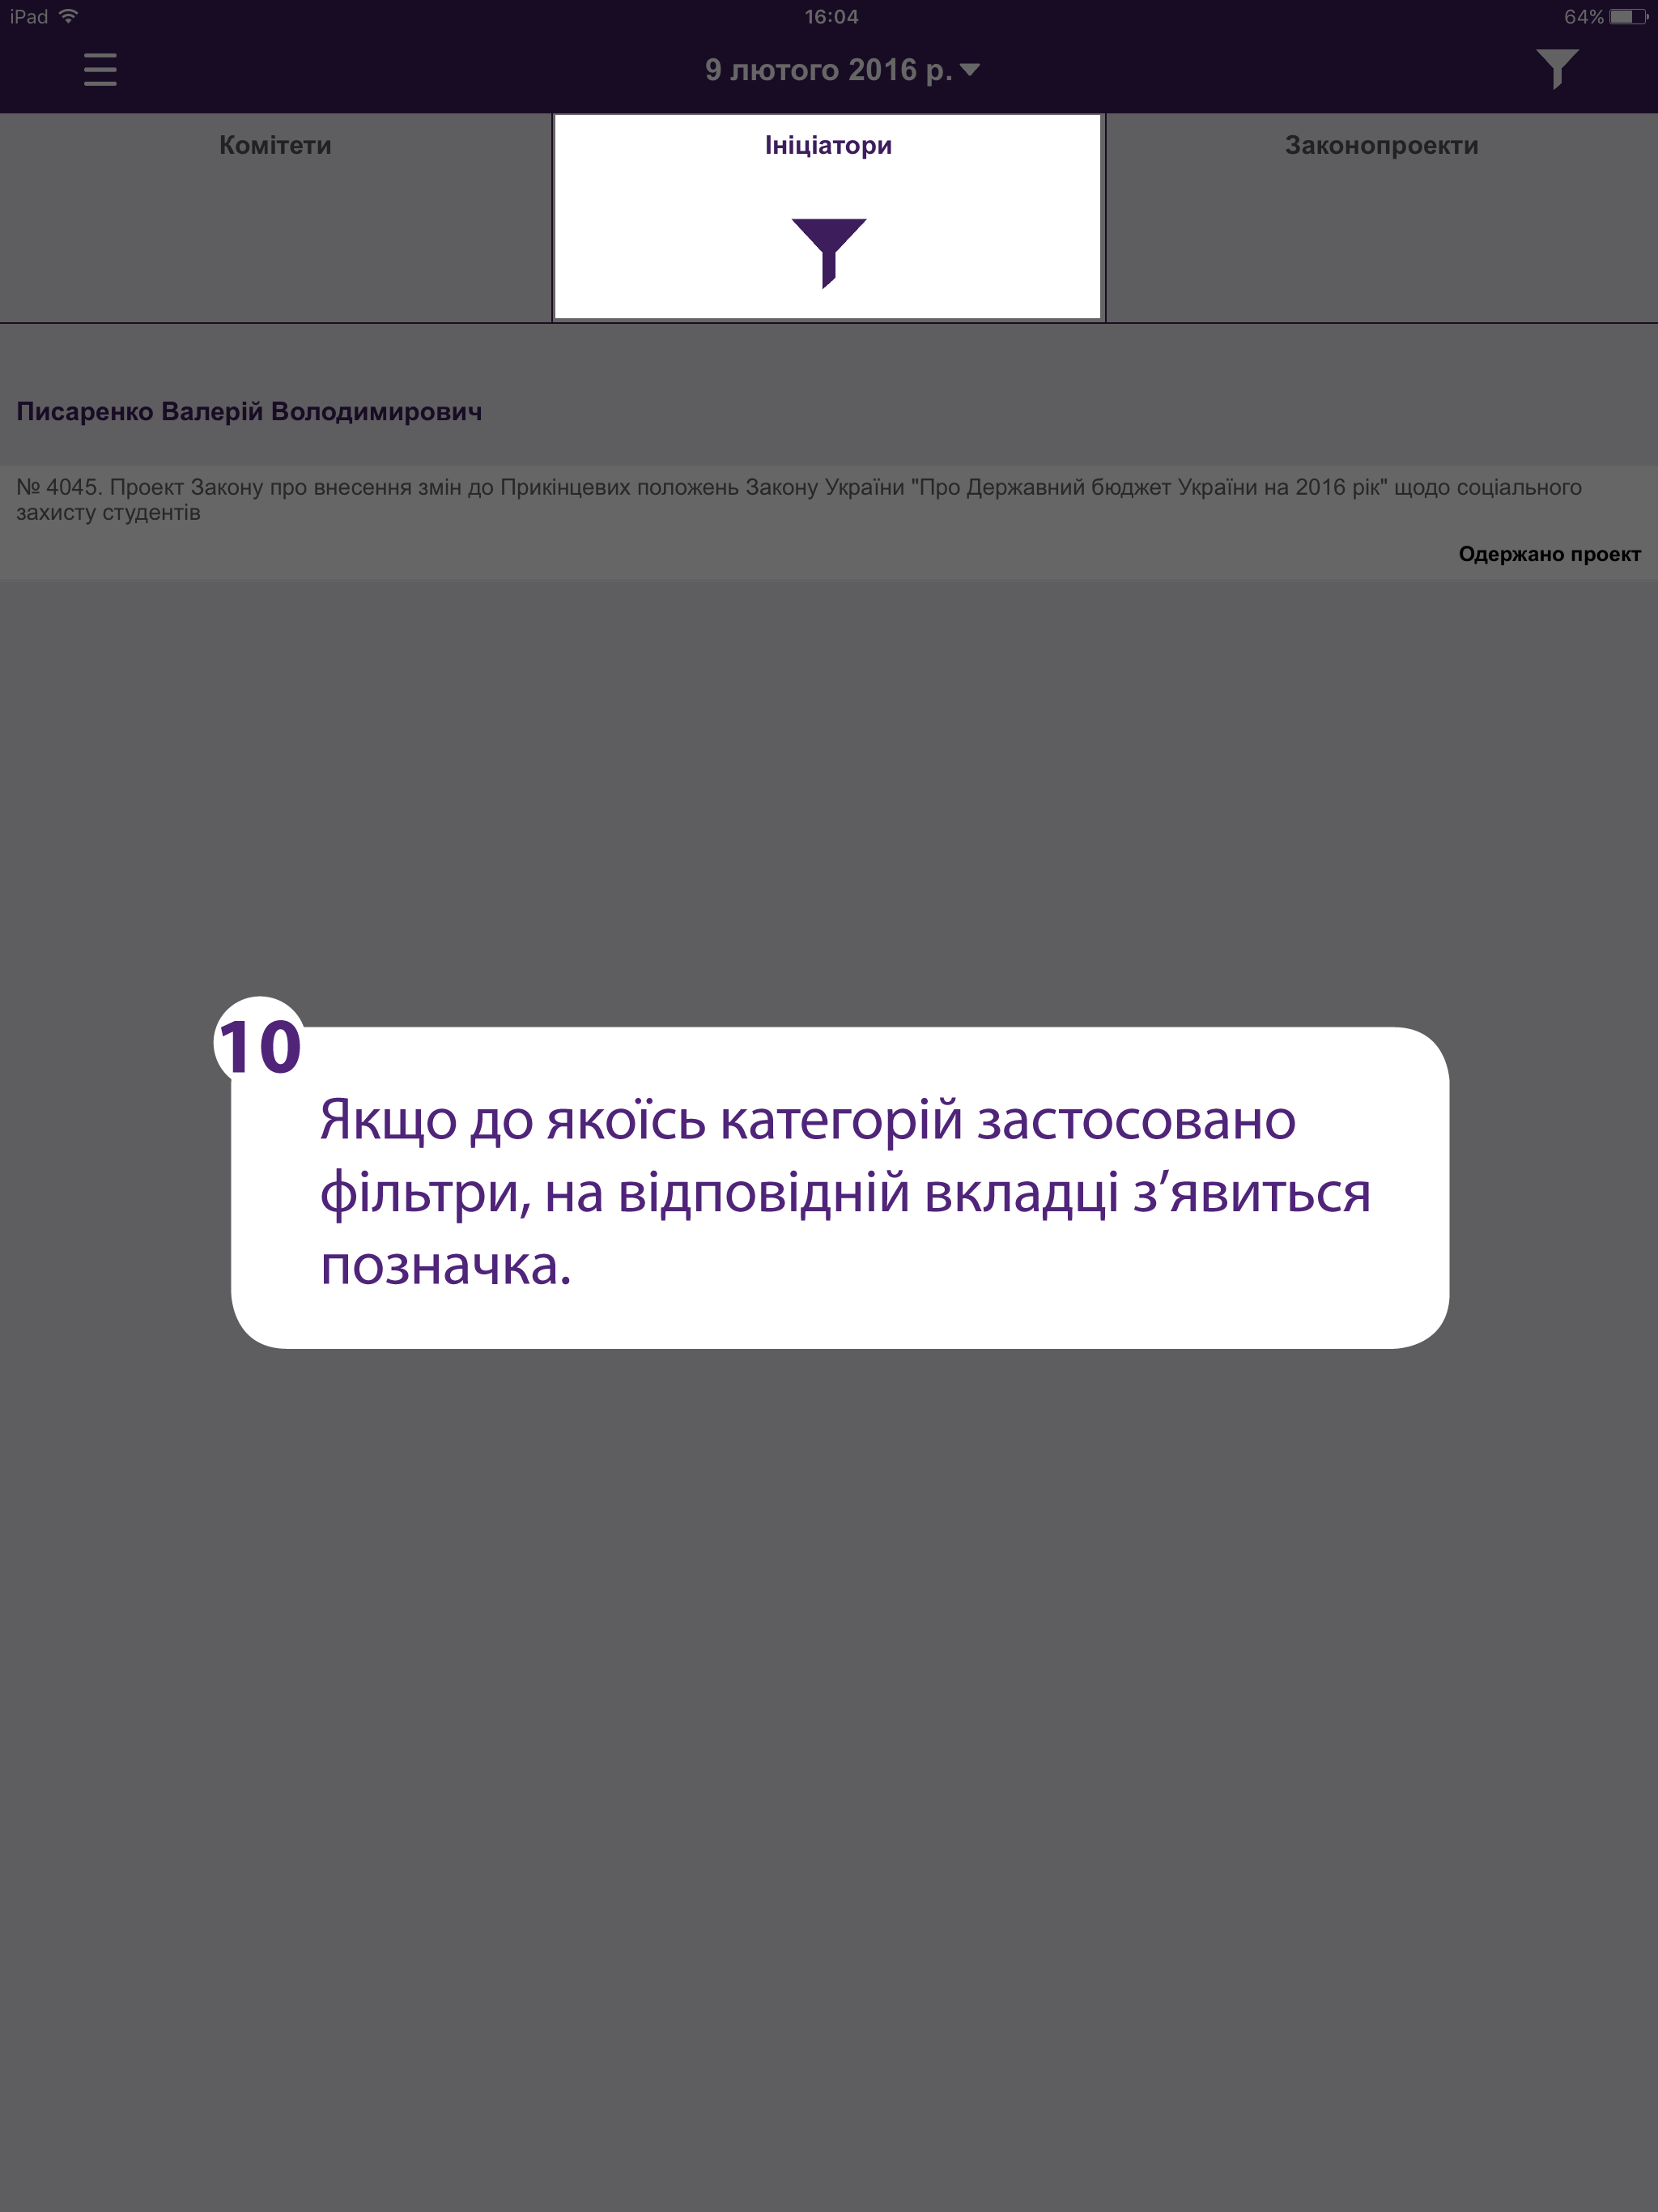 iPad 16:04 64%
9 лютого 2016 р.
Комітети Ініціатори Законопроекти
Писаренко Валерій Володимирович
№ 4045. Проект Закону про внесення змін до Прикінцевих положень Закону України "Про Державний бюджет України на 2016 рік" щодо соціального
захисту студентів
Одержано проект
10
Якщо до якоїсь категорій застосовано
фільтри, на відповідній вкладці з’явиться
позначка.